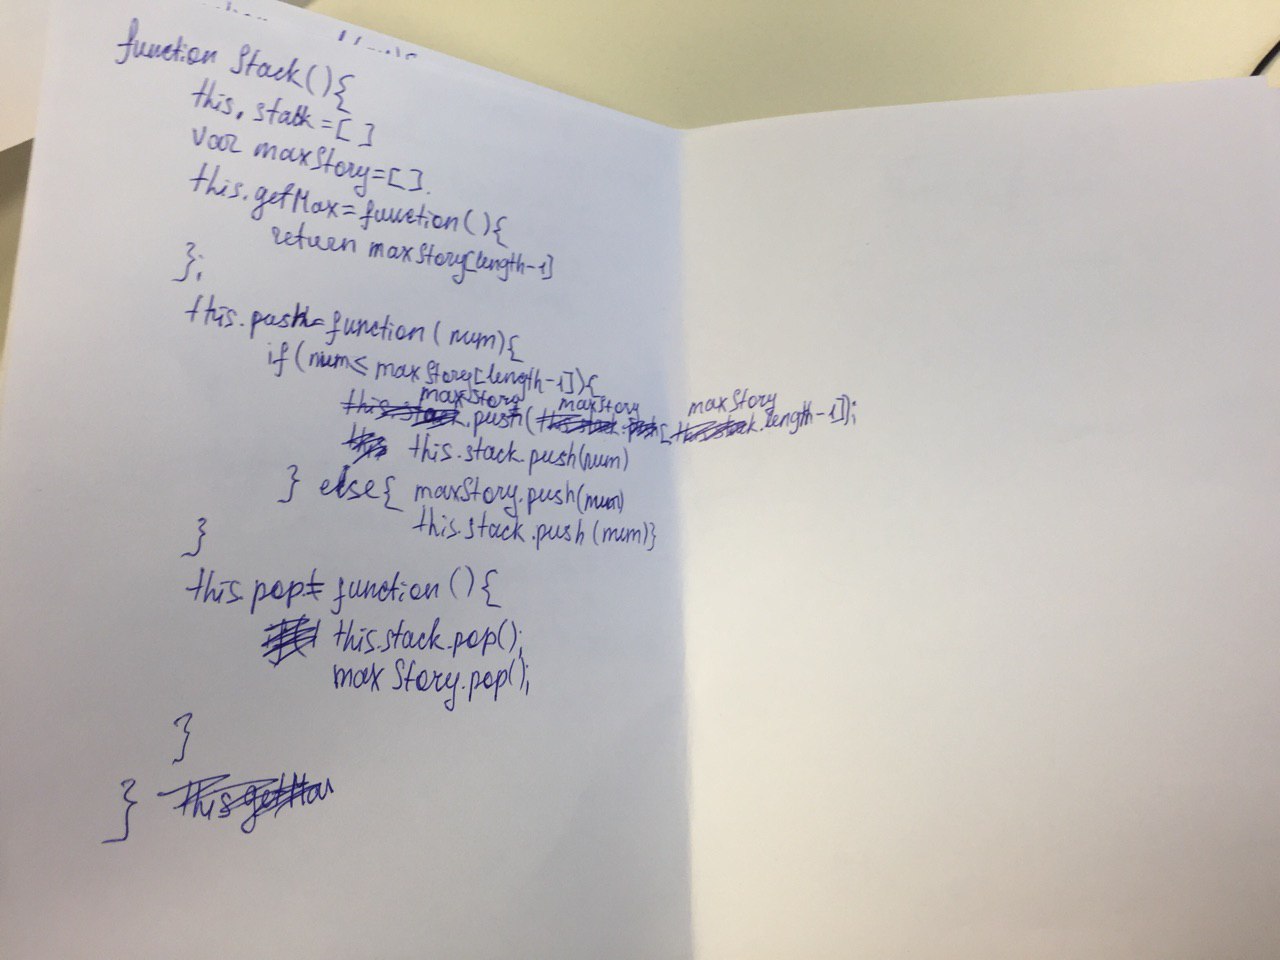 function Stack(){
this.stack=[]
var maxStory=[].
this.getMax=function(){
return maxStory[length-1]
};
this.push=function(num){
if(num≤maxStory[length-1]){
maxStory.push(maxStory[maxStory.length-1]);
this.stack.push(num)
} else{ maxStory.push(num)
this.stack.push(num)}
}
this.pop= function(){
this.stack.pop();
maxStory.pop();
}
}